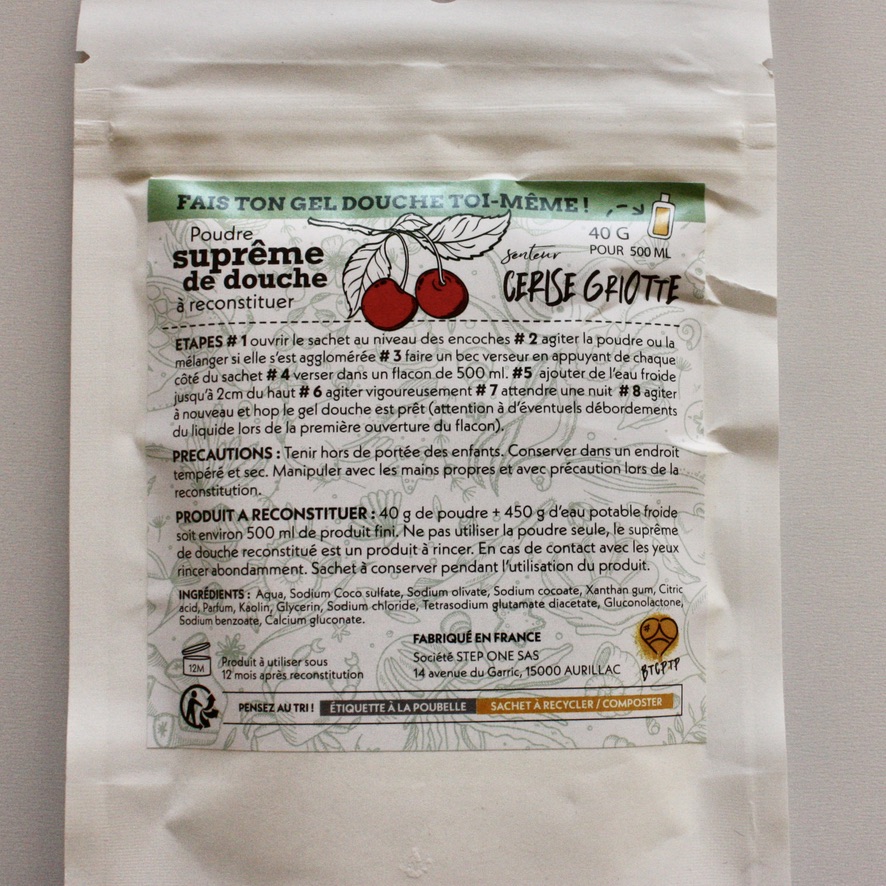 FAIS TON GEL DOUCHE TOI-MÊME !
Poudre
suprême
de douche
à reconstituer
40 G
POUR 500 ML
senteur
CERISE GRIOTTE
ETAPES # 1 ouvrir le sachet au niveau des encoches # 2 agiter la poudre ou la
mélanger si elle s'est agglomérée # 3 faire un bec verseur en appuyant de chaque
côté du sachet # 4 verser dans un flacon de 500 ml. #5 ajouter de l'eau froide
jusqu'à 2cm du haut # 6 agiter vigoureusement # 7 attendre une nuit # 8 agiter
à nouveau et hop le gel douche est prêt (attention à d'éventuels débordements
du liquide lors de la première ouverture du flacon).
PRECAUTIONS : Tenir hors de portée des enfants. Conserver dans un endroit
tempéré et sec. Manipuler avec les mains propres et avec précaution lors de la
reconstitution.
PRODUIT A RECONSTITUER : 40 g de poudre + 450 g d'eau potable froide
soit environ 500 ml de produit fini. Ne pas utiliser la poudre seule, le suprême
de douche reconstitué est un produit à rincer. En cas de contact avec les yeux
rincer abondamment. Sachet à conserver pendant l'utilisation du produit.
INGRÉDIENTS : Aqua, Sodium Coco sulfate, Sodium olivate, Sodium cocoate, Xanthan gum, Citric
acid, Parfum, Kaolin, Glycerin, Sodium chloride, Tetrasodium glutamate diacetate, Gluconolactone,
Sodium benzoate, Calcium gluconate.
12M
Produit à utiliser sous
12 mois après reconstitution
FABRIQUÉ EN FRANCE
Société STEP ONE SAS
14 avenue du Garric, 15000 AURILLAC
BTGPTP
PENSEZ AU TRI ! ÉTIQUETTE À LA POUBELLE SACHET À RECYCLER / COMPOSTER